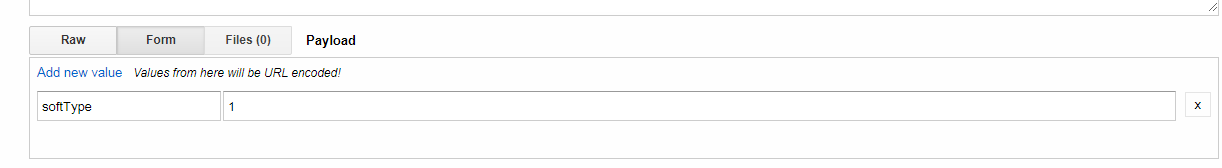 Raw Form Files (0) Payload
Add new value Values from here will be URL encoded!
softType 1 x